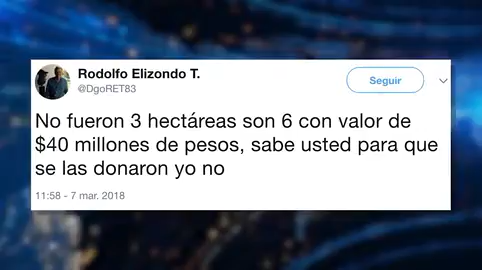 Rodolfo Elizondo T.
@DgoRET83
Seguir
No fueron 3 hectáreas son 6 con valor de
$40 millones de pesos, sabe usted para que
se las donaron yo no
11:58 - 7 mar. 2018